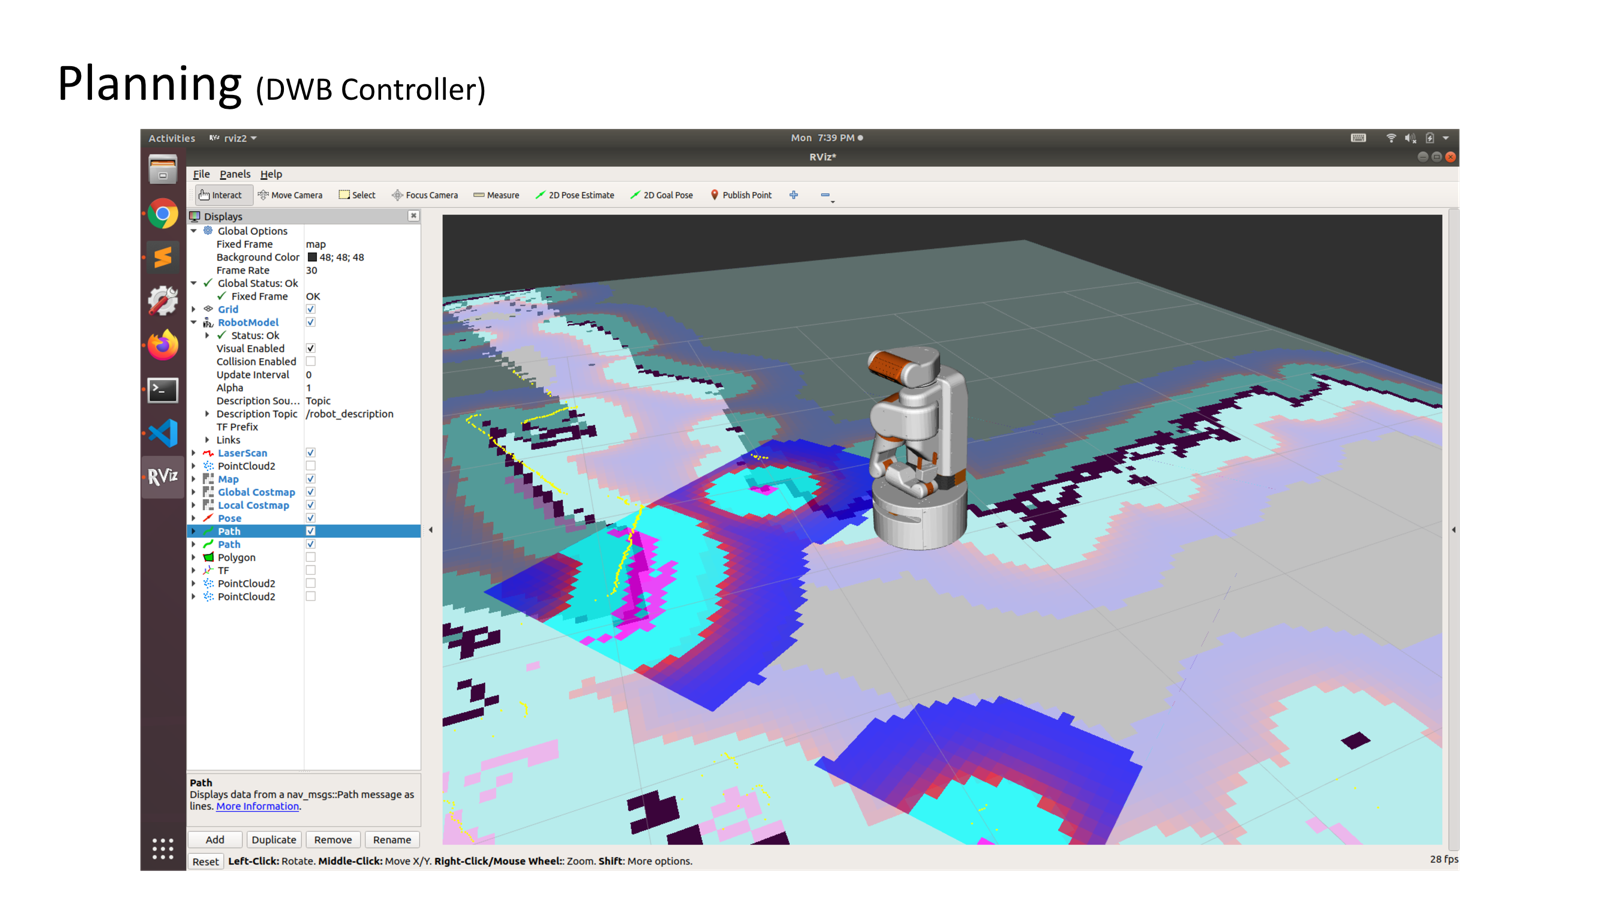 Planning (DWB Controller)
Activities RViz rviz2
Mon 7:39 PM
RViz*
File Panels Help
Interact Move Camera Select Focus Camera Measure 2D Pose Estimate 2D Goal Pose Publish Point
Displays
Global Options
Fixed Frame map
Background Color 48; 48; 48
Frame Rate 30
Global Status: Ok
Fixed Frame OK
Grid
RobotModel
Status: Ok
Visual Enabled
Collision Enabled
Update Interval 0
Alpha 1
Description Sou... Topic
Description Topic /robot_description
TF Prefix
Links
LaserScan
PointCloud2
Map
Global Costmap
Local Costmap
Pose
Path
Path
Polygon
TF
PointCloud2
PointCloud2
RViz
Path
Displays data from a nav_msgs::Path message as
lines. More Information.
Add Duplicate Remove Rename
Reset Left-Click: Rotate. Middle-Click: Move X/Y. Right-Click/Mouse Wheel:: Zoom. Shift: More options.
28 fps